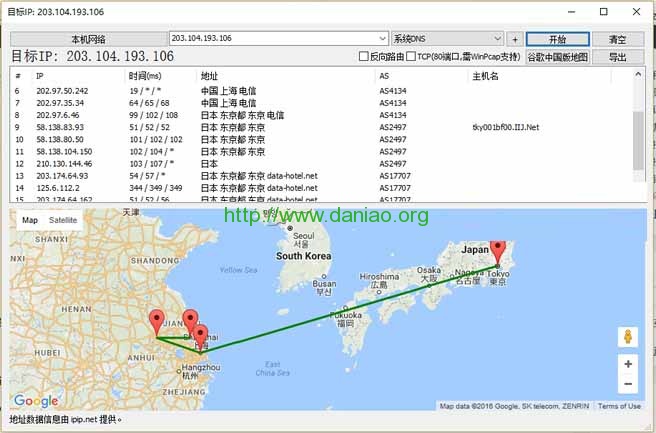 目标IP: 203.104.193.106
本机网络 203.104.193.106 系统DNS + 开始 清空
目标IP: 203.104.193.106 反向路由 TCP(80端口,需WinPcap支持) 谷歌中国版地图 导出
# IP 时间(ms) 地址 AS 主机名
6 202.97.50.242 19 / * / * 中国 上海 电信 AS4134
7 202.97.35.34 64 / 65 / 68 中国 上海 电信 AS4134
8 202.97.6.46 99 / 102 / 108 日本 东京都 东京 电信 AS4134
9 58.138.83.93 51 / 52 / 52 日本 东京都 东京 AS2497 tky001bf00.IIJ.Net
10 58.138.80.50 101 / 102 / 102 日本 东京都 东京 AS2497
11 58.138.104.150 102 / 104 / * 日本 东京都 东京 AS2497
12 210.130.144.46 103 / 107 / * 日本 AS2497
13 203.174.64.93 54 / 57 / * 日本 东京都 东京 data-hotel.net AS17707
14 125.6.112.2 344 / 349 / 349 日本 东京都 东京 data-hotel.net AS17707
15 203.174.64.162 51 / 52 / 56 日本 东京都 东京 data-hotel.net AS17707
http://www.daniao.org
Map Satellite
天津
SHANXI
SHANDONG
Seoul
서울
South Korea
Yellow Sea
Busan
부산
Japan
Hiroshima
広島
Osaka
大阪
Nagoya
名古屋
Tokyo
東京
Fukuoka
福岡
HENAN
JIANG
Shanghai
上海
ANHUI
HUBEI
Hangzhou
杭州
East
China Sea
ZHEJIANG
Google
Map data ©2016 Google, SK telecom, ZENRIN Terms of Use
地址数据信息由 ipip.net 提供。